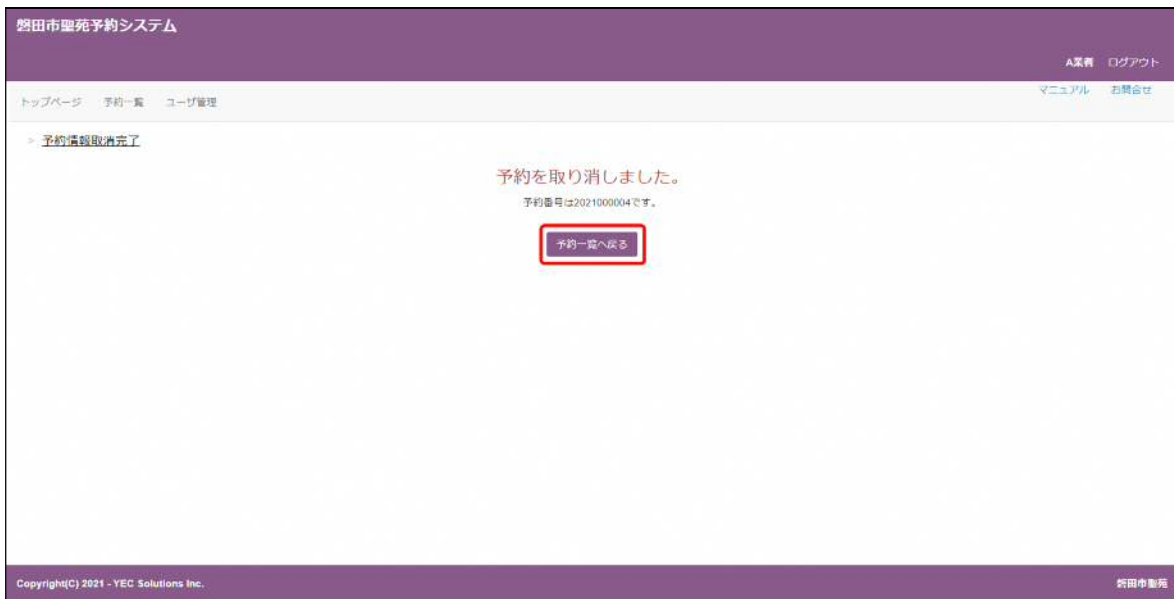 磐田市聖苑予約システム
A業者 ログアウト
トップページ 予約一覧 ユーザ管理
マニュアル お問合せ
> 予約情報取消完了
予約を取り消しました。
予約番号は2021000004です。
予約一覧へ戻る
Copyright(C) 2021 - YEC Solutions Inc.
磐田市聖苑